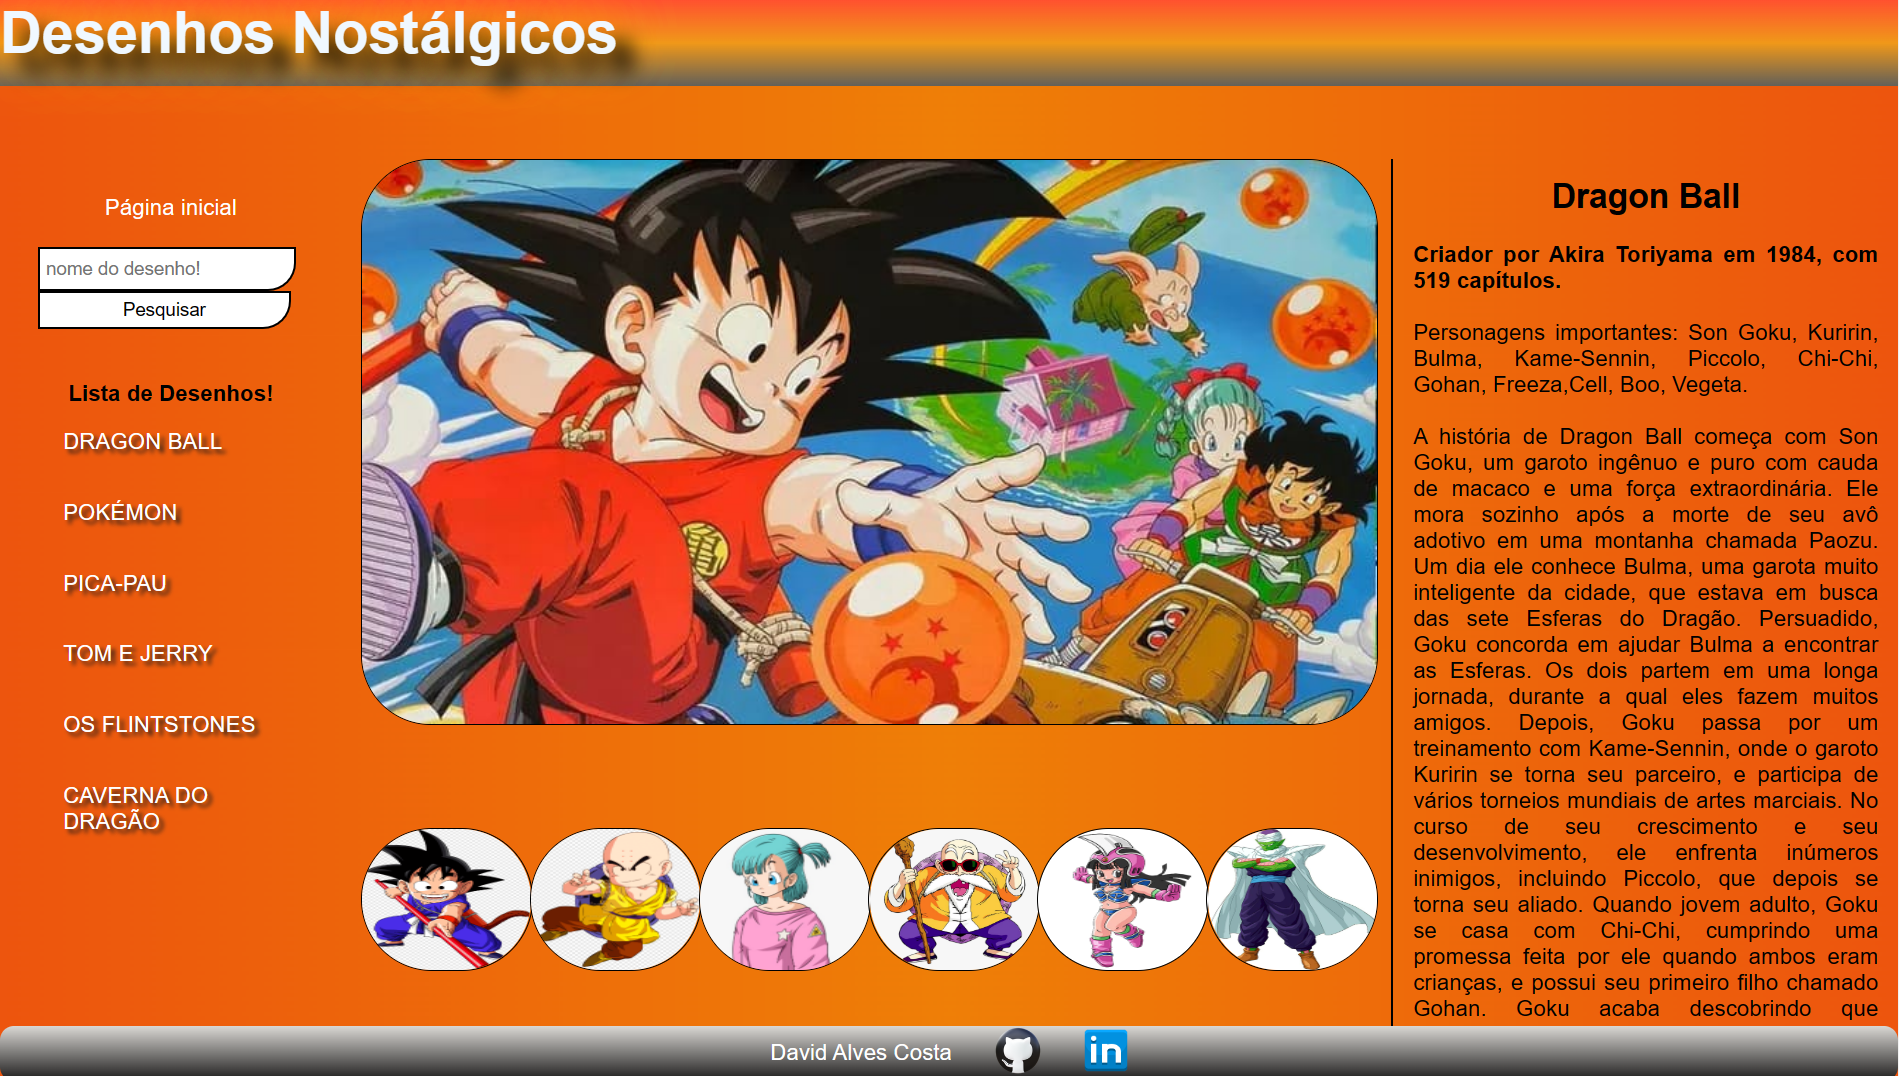 Desenhos Nostálgicos
Página inicial
nome do desenho!
Pesquisar
Lista de Desenhos!
DRAGON BALL
POKÉMON
PICA-PAU
TOM E JERRY
OS FLINTSTONES
CAVERNA DO
DRAGÃO
亀
Dragon Ball
Criador por Akira Toriyama em 1984, com
519 capítulos.
Personagens importantes: Son Goku, Kuririn,
Bulma, Kame-Sennin, Piccolo, Chi-Chi,
Gohan, Freeza,Cell, Boo, Vegeta.
A história de Dragon Ball começa com Son
Goku, um garoto ingênuo e puro com cauda
de macaco e uma força extraordinária. Ele
mora sozinho após a morte de seu avô
adotivo em uma montanha chamada Paozu.
Um dia ele conhece Bulma, uma garota muito
inteligente da cidade, que estava em busca
das sete Esferas do Dragão. Persuadido,
Goku concorda em ajudar Bulma a encontrar
as Esferas. Os dois partem em uma longa
jornada, durante a qual eles fazem muitos
amigos. Depois, Goku passa por um
treinamento com Kame-Sennin, onde o garoto
Kuririn se torna seu parceiro, e participa de
vários torneios mundiais de artes marciais. No
curso de seu crescimento e seu
desenvolvimento, ele enfrenta inúmeros
inimigos, incluindo Piccolo, que depois se
torna seu aliado. Quando jovem adulto, Goku
se casa com Chi-Chi, cumprindo uma
promessa feita por ele quando ambos eram
crianças, e possui seu primeiro filho chamado
Gohan. Goku acaba descobrindo que
David Alves Costa
in